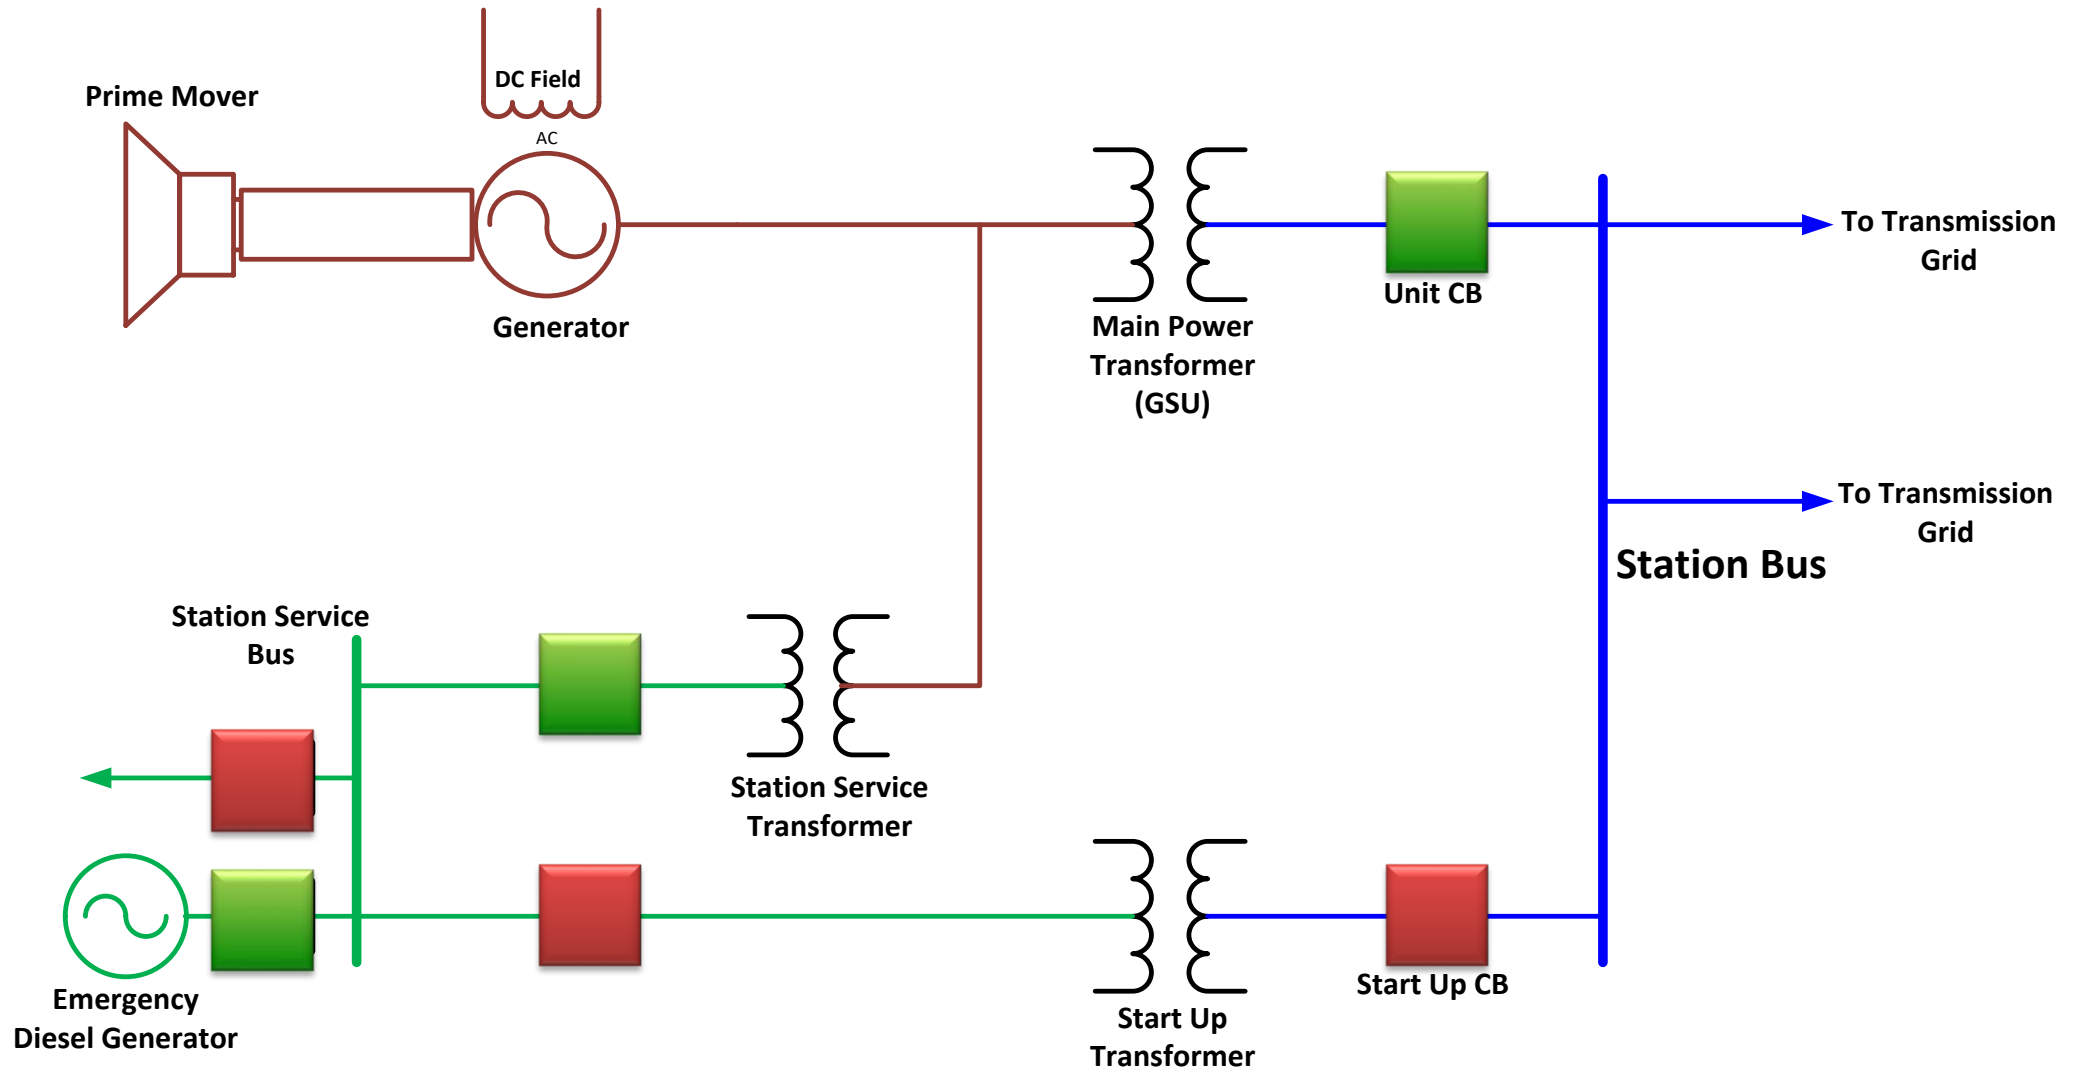 DC Field
Prime Mover
AC
To Transmission
Grid
Unit CB
Generator
Main Power
Transformer
(GSU)
To Transmission
Grid
Station Bus
Station Service
Bus
Station Service
Transformer
Start Up CB
Emergency
Diesel Generator
Start Up
Transformer